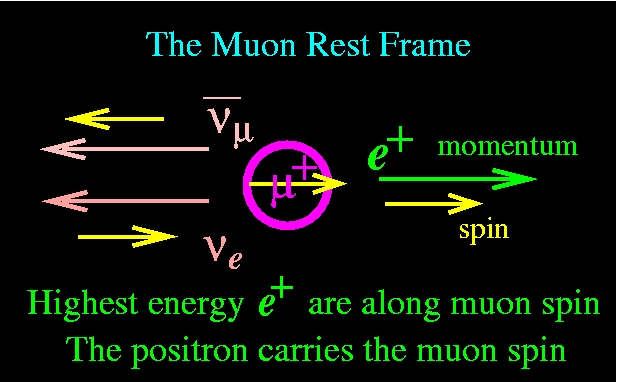 The Muon Rest Frame
ν̅μ
e+ momentum
μ+
spin
νe
Highest energy e+ are along muon spin
The positron carries the muon spin